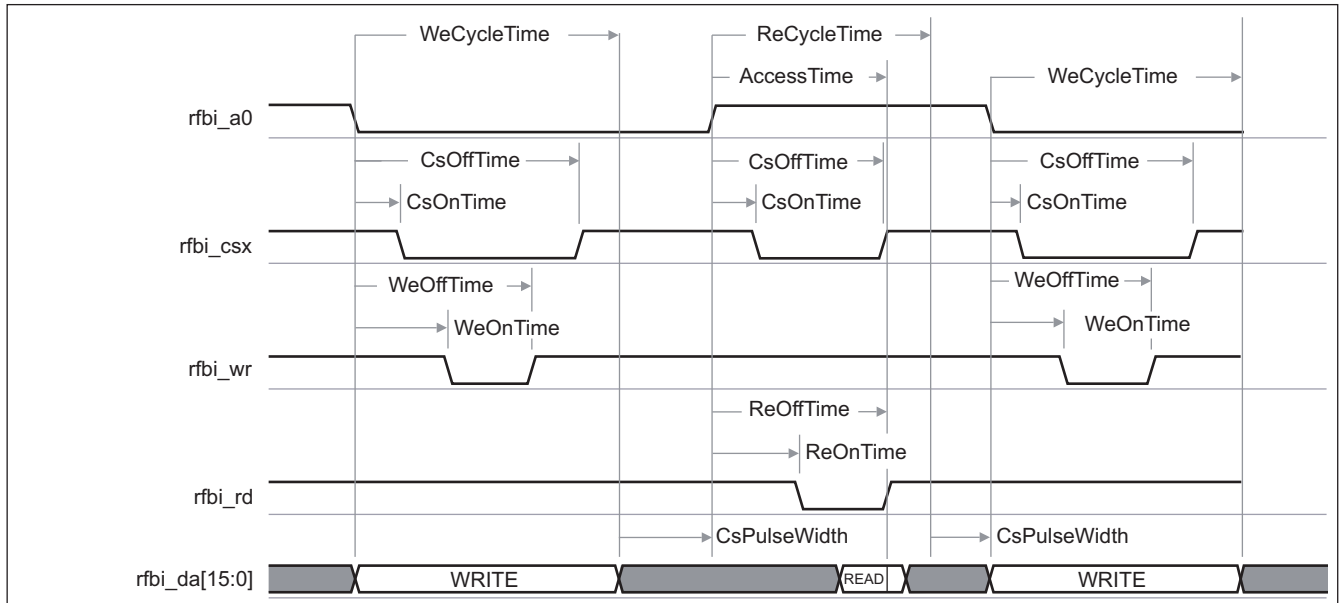 WeCycleTime ReCycleTime
AccessTime WeCycleTime
rfbi_a0
CsOffTime CsOffTime CsOffTime
CsOnTime CsOnTime CsOnTime
rfbi_csx
WeOffTime WeOffTime
WeOnTime WeOnTime
rfbi_wr
ReOffTime
ReOnTime
rfbi_rd
CsPulseWidth CsPulseWidth
rfbi_da[15:0] WRITE READ WRITE